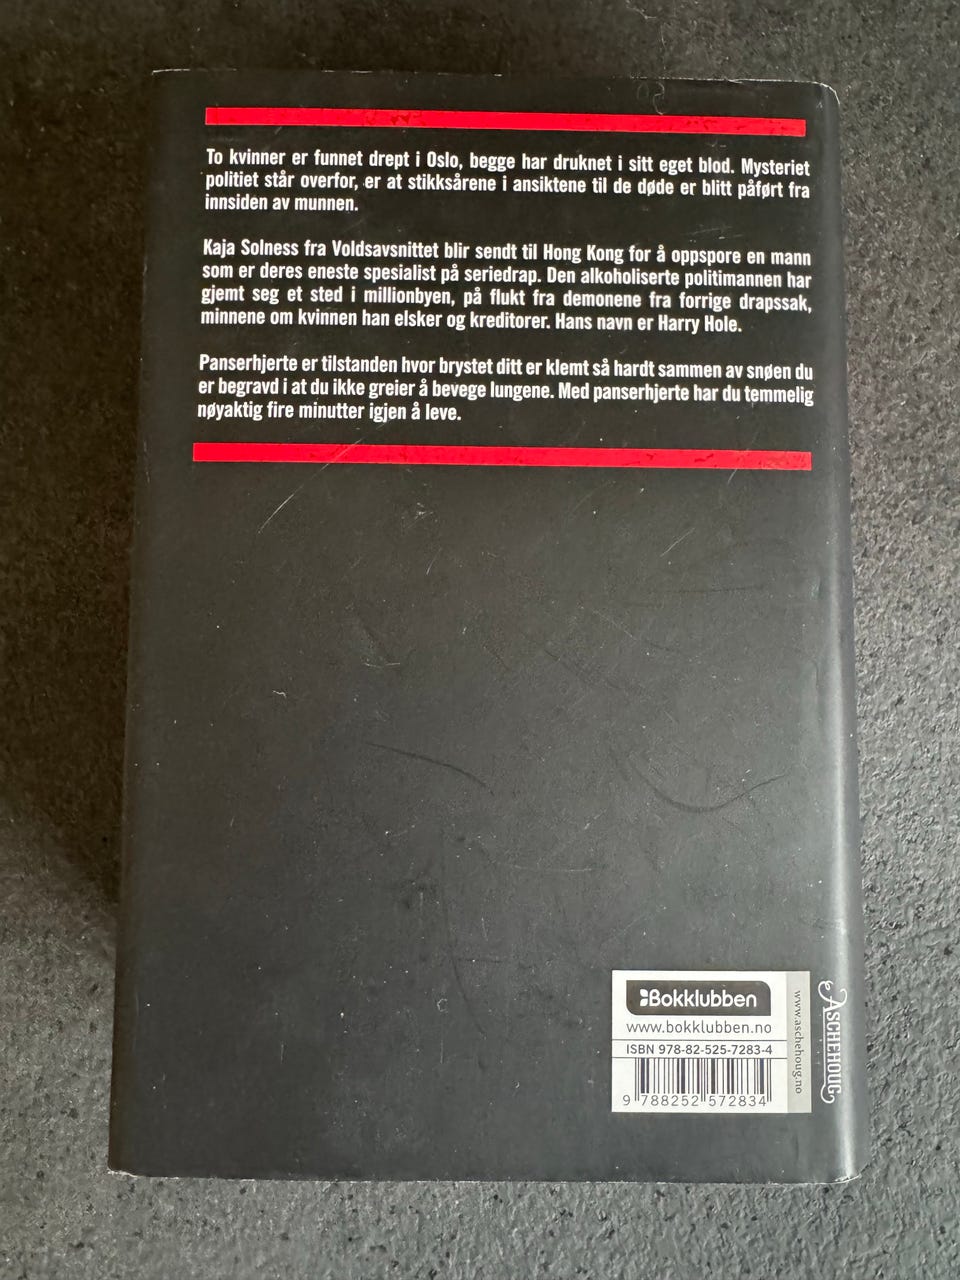 To kvinner er funnet drept i Oslo, begge har druknet i sitt eget blod. Mysteriet
politiet står overfor, er at stikksårene i ansiktene til de døde er blitt påført fra
innsiden av munnen.
Kaja Solness fra Voldsavsnittet blir sendt til Hong Kong for å oppspore en mann
som er deres eneste spesialist på seriedrap. Den alkoholiserte politimannen har
gjemt seg et sted i millionbyen, på flukt fra demonene fra forrige drapssak,
minnene om kvinnen han elsker og kreditorer. Hans navn er Harry Hole.
Panserhjerte er tilstanden hvor brystet ditt er klemt så hardt sammen av snøen du
er begravd i at du ikke greier å bevege lungene. Med panserhjerte har du temmelig
nøyaktig fire minutter igjen å leve.
Bokklubben
www.bokklubben.no
ISBN 978-82-525-7283-4
9 788252 572834
www.aschehoug.no
ASCHEHOUG